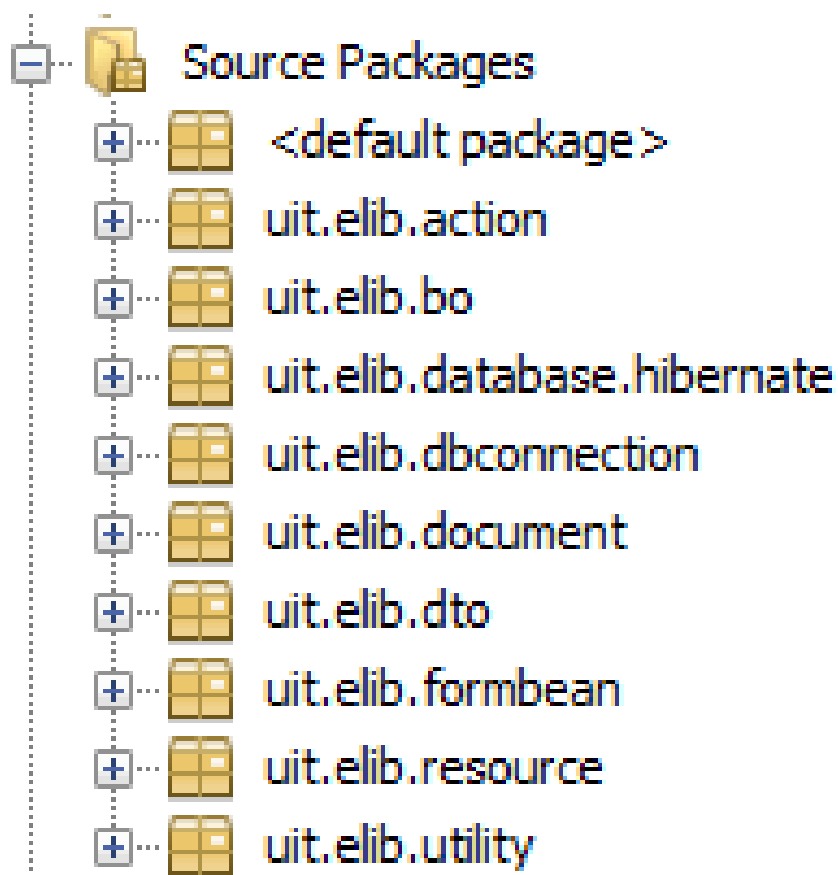 Source Packages
<default package>
uit.elib.action
uit.elib.bo
uit.elib.database.hibernate
uit.elib.dbconnection
uit.elib.document
uit.elib.dto
uit.elib.formbean
uit.elib.resource
uit.elib.utility